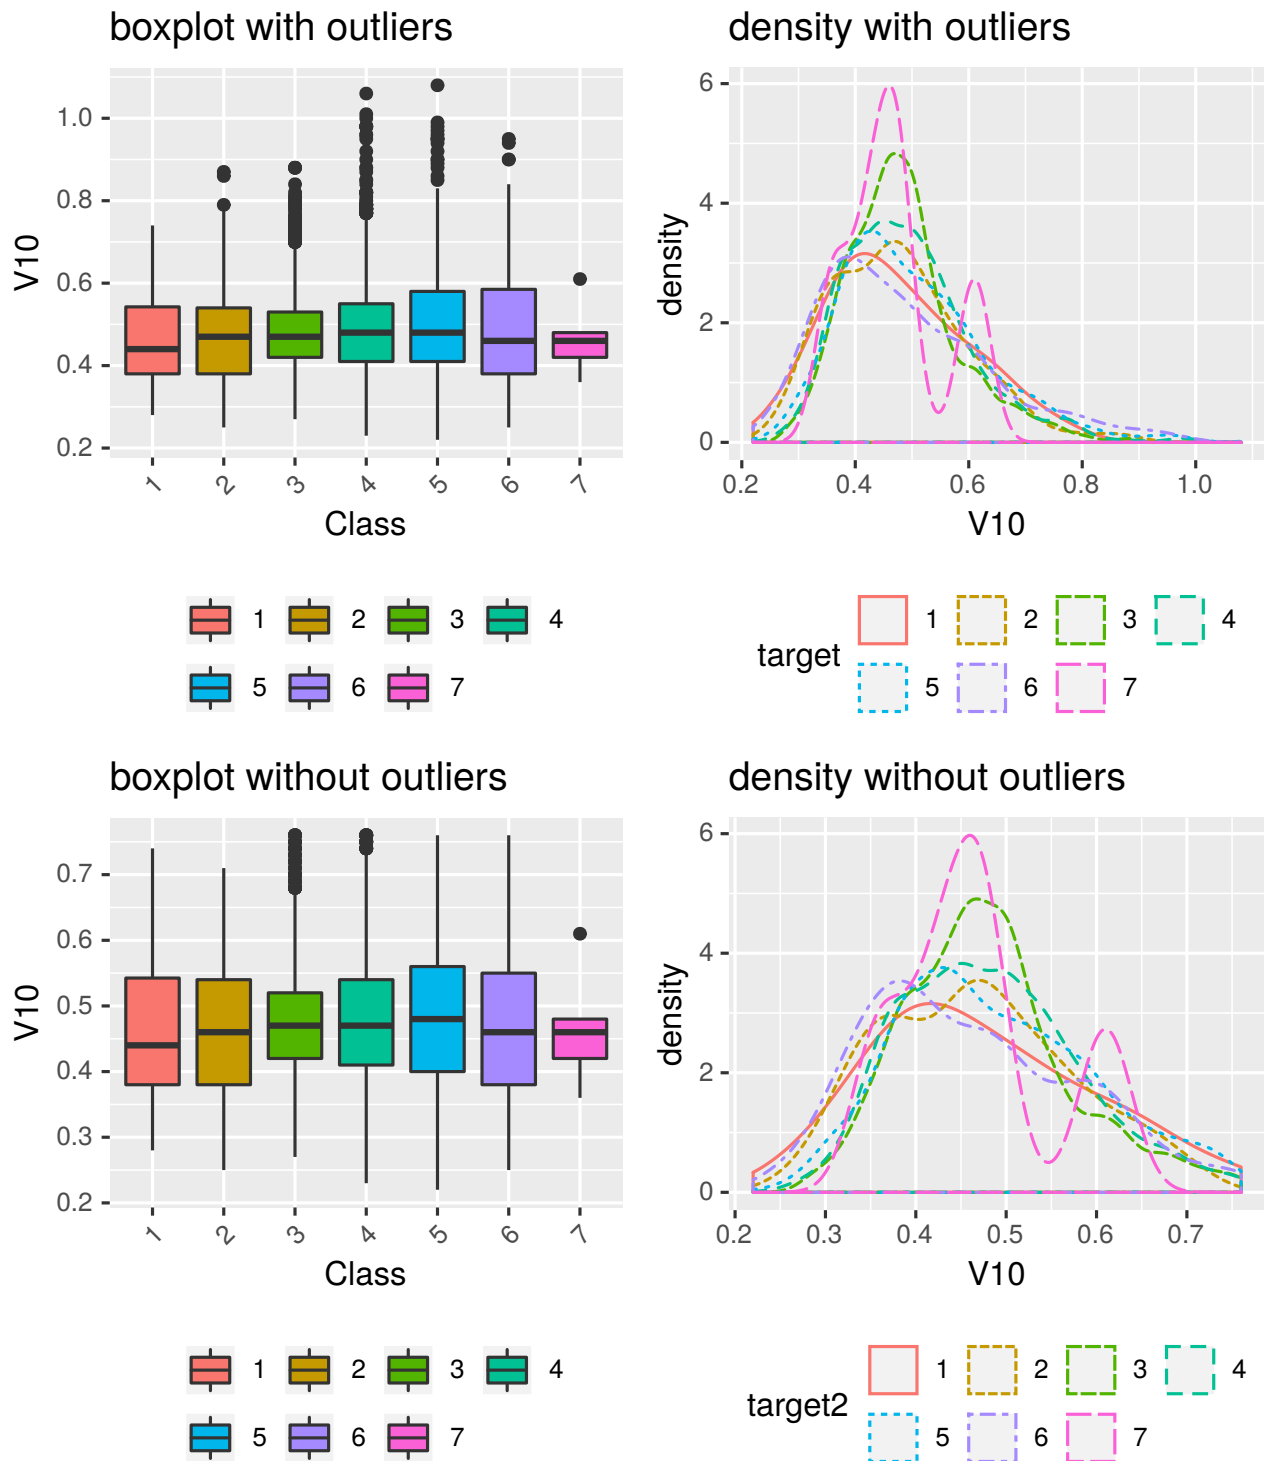 boxplot with outliers
1.0
0.8
0.6
0.4
0.2
V10
1 2 3 4 5 6 7
Class
1 2 3 4
5 6 7
density with outliers
6
4
2
0
density
0.2 0.4 0.6 0.8 1.0
V10
target
1 2 3 4
5 6 7
boxplot without outliers
0.7
0.6
0.5
0.4
0.3
0.2
V10
1 2 3 4 5 6 7
Class
1 2 3 4
5 6 7
density without outliers
6
4
2
0
density
0.2 0.3 0.4 0.5 0.6 0.7
V10
target2
1 2 3 4
5 6 7